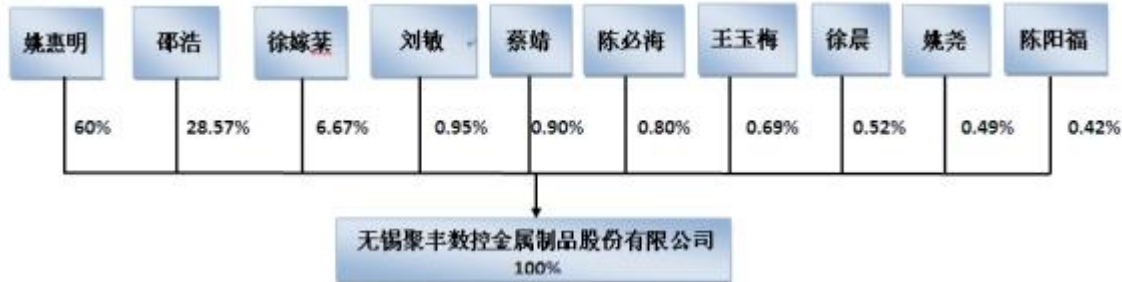 姚惠明 邵浩 徐嫁棻 刘敏 蔡靖 陈必海 王玉梅 徐晨 姚尧 陈阳福
60% 28.57% 6.67% 0.95% 0.90% 0.80% 0.69% 0.52% 0.49% 0.42%
无锡聚丰数控金属制品股份有限公司
100%